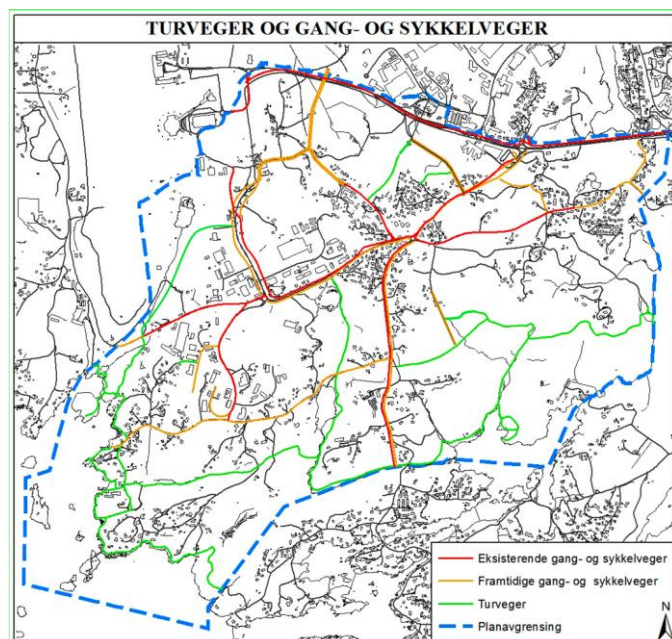 TURVEGER OG GANG- OG SYKKELVEGER
Eksisterende gang- og sykkelveger
Framtidige gang- og sykkelveger
Turveger
Planavgrensing
N